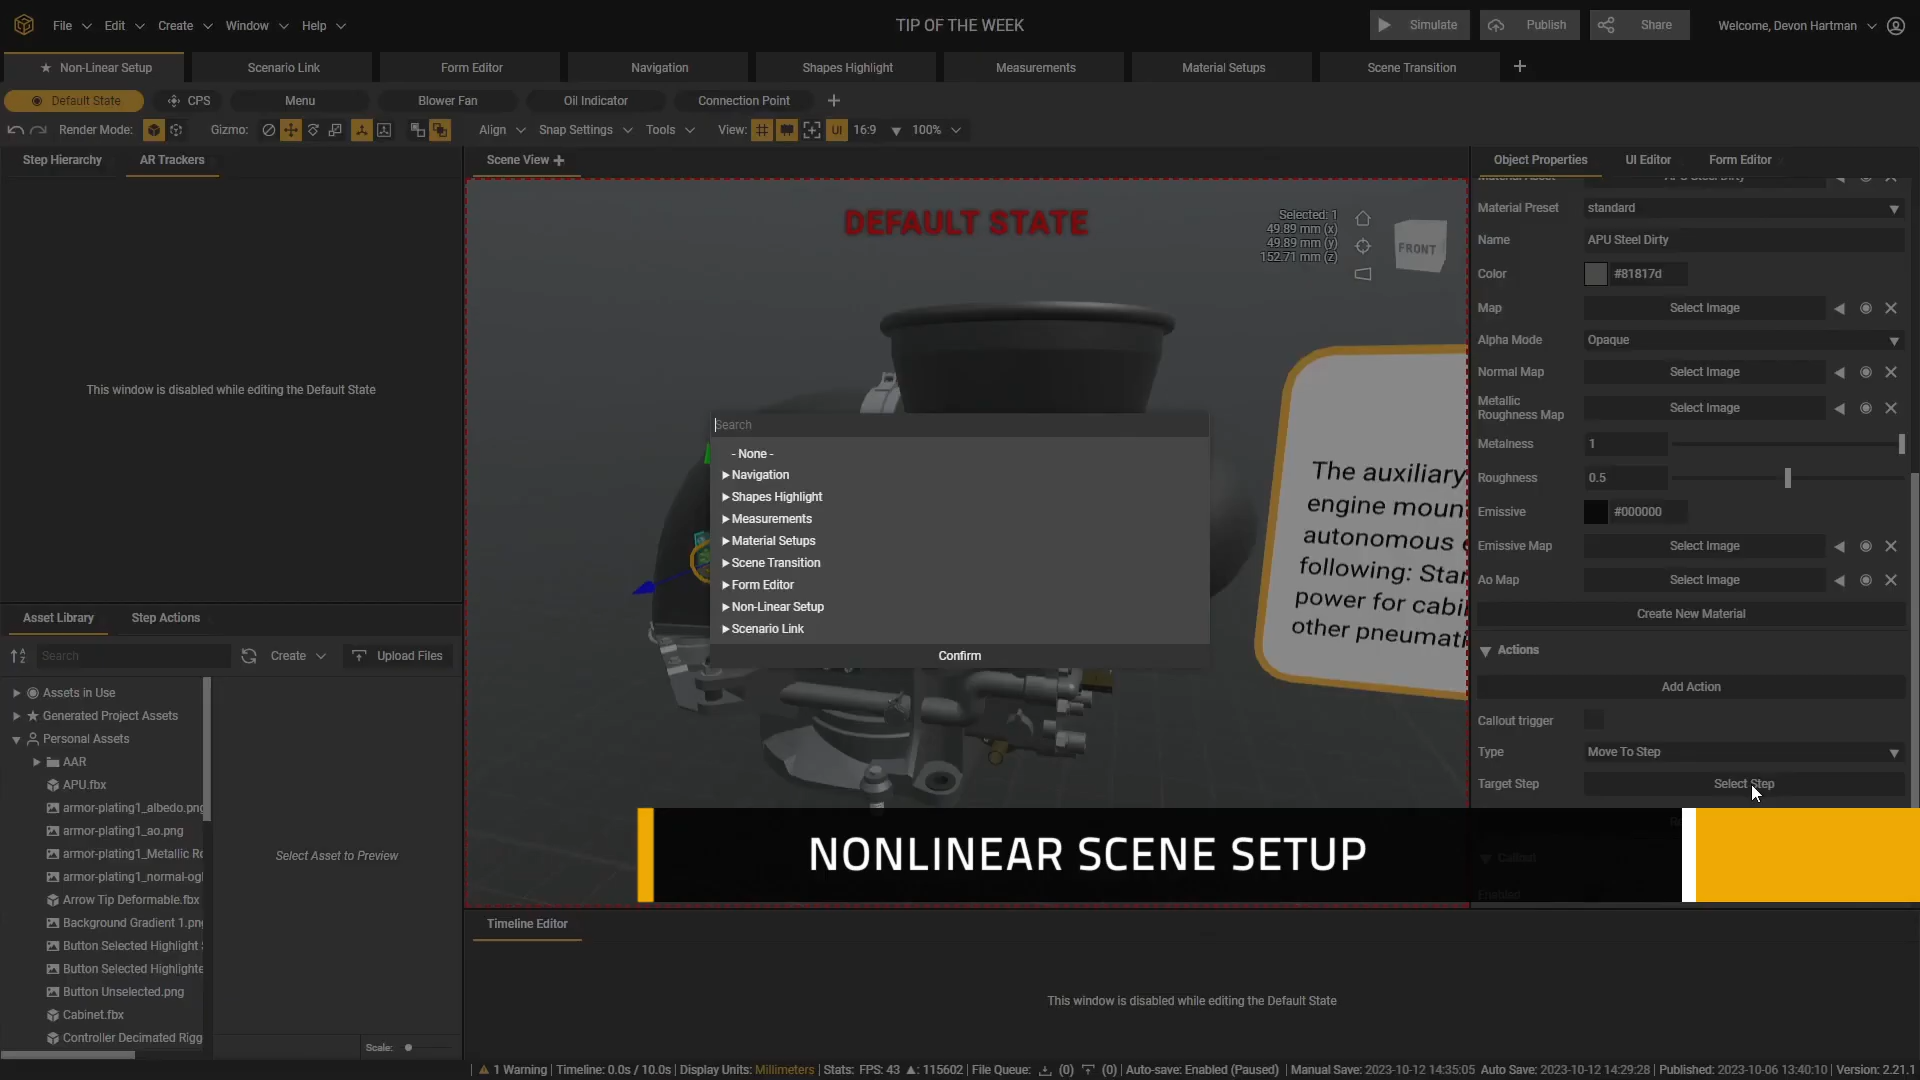 File Edit Create Window Help TIP OF THE WEEK Simulate Publish Share Welcome, Devon Hartman
★ Non-Linear Setup Scenario Link Form Editor Navigation Shapes Highlight Measurements Material Setups Scene Transition +
Default State CPS Menu Blower Fan Oil Indicator Connection Point +
Render Mode: Gizmo: Align Snap Settings Tools View: UI 16:9 100%
Step Hierarchy AR Trackers
This window is disabled while editing the Default State
Scene View
DEFAULT STATE
Selected: 1
49.89 mm (x)
49.89 mm (y)
152.71 mm (z)
FRONT
The auxiliary
engine moun
autonomous
following: Star
power for cabi
other pneumati
Search
- None -
Navigation
Shapes Highlight
Measurements
Material Setups
Scene Transition
Form Editor
Non-Linear Setup
Scenario Link
Confirm
NONLINEAR SCENE SETUP
Object Properties UI Editor Form Editor
Material Asset APU Steel Dirty
Material Preset standard
Name APU Steel Dirty
Color #81817d
Map Select Image
Alpha Mode Opaque
Normal Map Select Image
Metallic
Roughness Map Select Image
Metalness 1
Roughness 0.5
Emissive #000000
Emissive Map Select Image
Ao Map Select Image
Create New Material
Actions
Add Action
Callout trigger
Type Move To Step
Target Step Select Step
Callout
Enabled
Asset Library Step Actions
Search Create Upload Files
Assets in Use
Generated Project Assets
Personal Assets
AAR
APU.fbx
armor-plating1_albedo.png
armor-plating1_ao.png
armor-plating1_Metallic Ro
armor-plating1_normal-ogl
Arrow Tip Deformable.fbx
Background Gradient 1.png
Button Selected Highlight
Button Selected Highlighte
Button Unselected.png
Cabinet.fbx
Controller Decimated Rigg
Select Asset to Preview
Scale:
Timeline Editor
This window is disabled while editing the Default State
1 Warning | Timeline: 0.0s / 10.0s | Display Units: Millimeters | Stats: FPS: 43 ▲: 115602 | File Queue: (0) (0) | Auto-save: Enabled (Paused) | Manual Save: 2023-10-12 14:35:05 Auto Save: 2023-10-12 14:29:28 | Published: 2023-10-06 13:40:10 | Version: 2.21.1